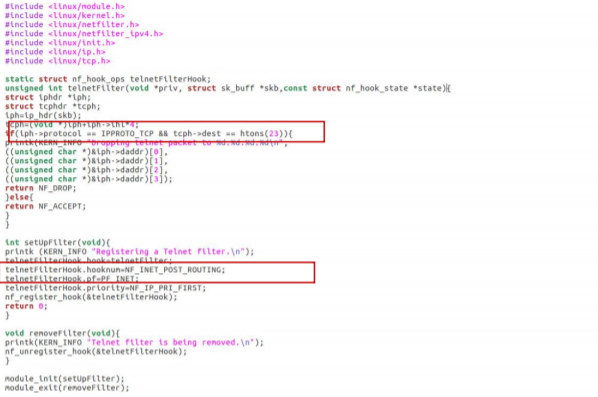 #include <linux/module.h>
#include <linux/kernel.h>
#include <linux/netfilter.h>
#include <linux/netfilter_ipv4.h>
#include <linux/init.h>
#include <linux/ip.h>
#include <linux/tcp.h>
static struct nf_hook_ops telnetFilterHook;
unsigned int telnetFilter(void *priv, struct sk_buff *skb,const struct nf_hook_state *state){
struct iphdr *iph;
struct tcphdr *tcph;
iph=ip_hdr(skb);
tcph=(void *)iph+iph->ihl*4;
if(iph->protocol == IPPROTO_TCP && tcph->dest == htons(23)){
printk(KERN_INFO "Dropping telnet packet to %d.%d.%d.%d\n",
((unsigned char *)&iph->daddr)[0],
((unsigned char *)&iph->daddr)[1],
((unsigned char *)&iph->daddr)[2],
((unsigned char *)&iph->daddr)[3]);
return NF_DROP;
}else{
return NF_ACCEPT;
}
}
int setUpFilter(void){
printk (KERN_INFO "Registering a Telnet filter.\n");
telnetFilterHook.hook=telnetFilter;
telnetFilterHook.hooknum=NF_INET_POST_ROUTING;
telnetFilterHook.pf=PF_INET;
telnetFilterHook.priority=NF_IP_PRI_FIRST;
nf_register_hook(&telnetFilterHook);
return 0;
}
void removeFilter(void){
printk(KERN_INFO "Telnet filter is being removed.\n");
nf_unregister_hook(&telnetFilterHook);
}
module_init(setUpFilter);
module_exit(removeFilter);